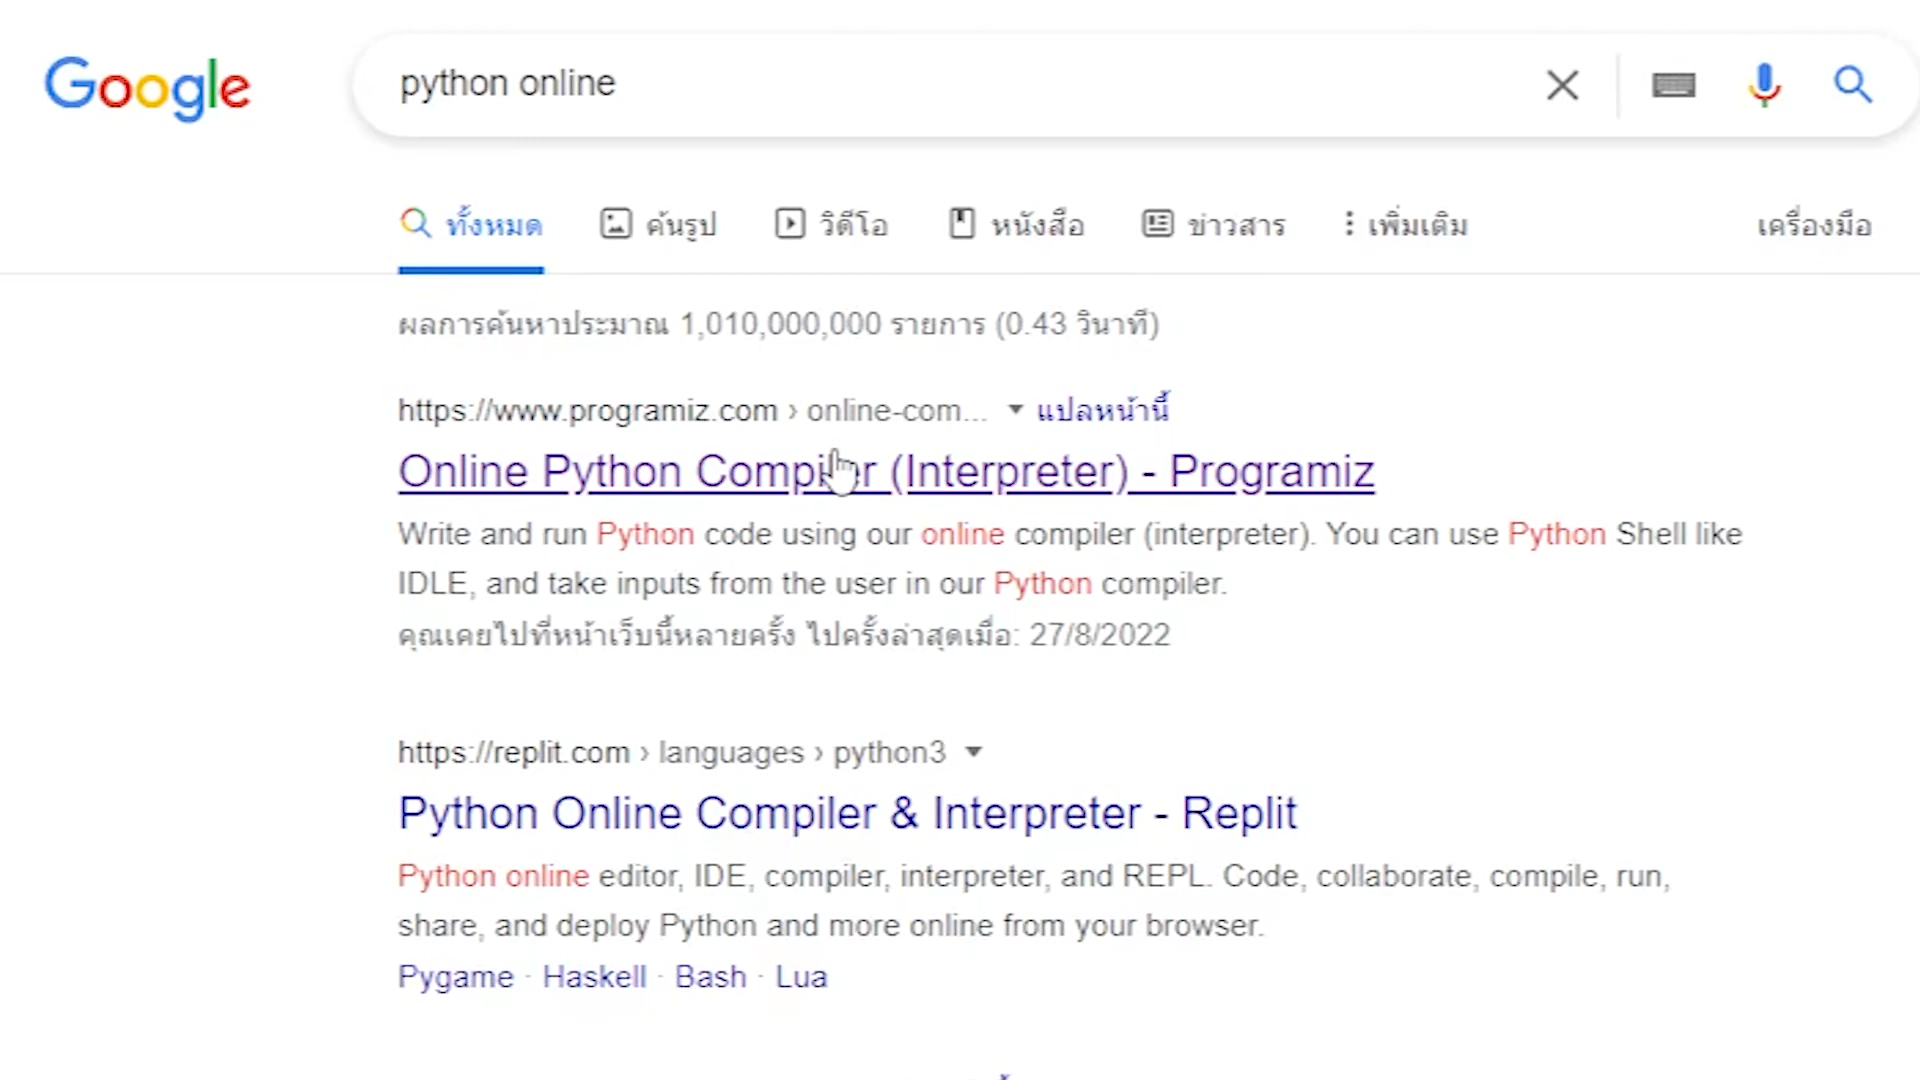 Google
python online
ทั้งหมด ค้นรูป วิดีโอ หนังสือ ข่าวสาร เพิ่มเติม เครื่องมือ
ผลการค้นหาประมาณ 1,010,000,000 รายการ (0.43 วินาที)
https://www.programiz.com › online-com... แปลหน้านี้
Online Python Compiler (Interpreter) - Programiz
Write and run Python code using our online compiler (interpreter). You can use Python Shell like
IDLE, and take inputs from the user in our Python compiler.
คุณเคยไปที่หน้าเว็บนี้หลายครั้ง ไปครั้งล่าสุดเมื่อ: 27/8/2022
https://replit.com › languages › python3
Python Online Compiler & Interpreter - Replit
Python online editor, IDE, compiler, interpreter, and REPL. Code, collaborate, compile, run,
share, and deploy Python and more online from your browser.
Pygame · Haskell · Bash · Lua